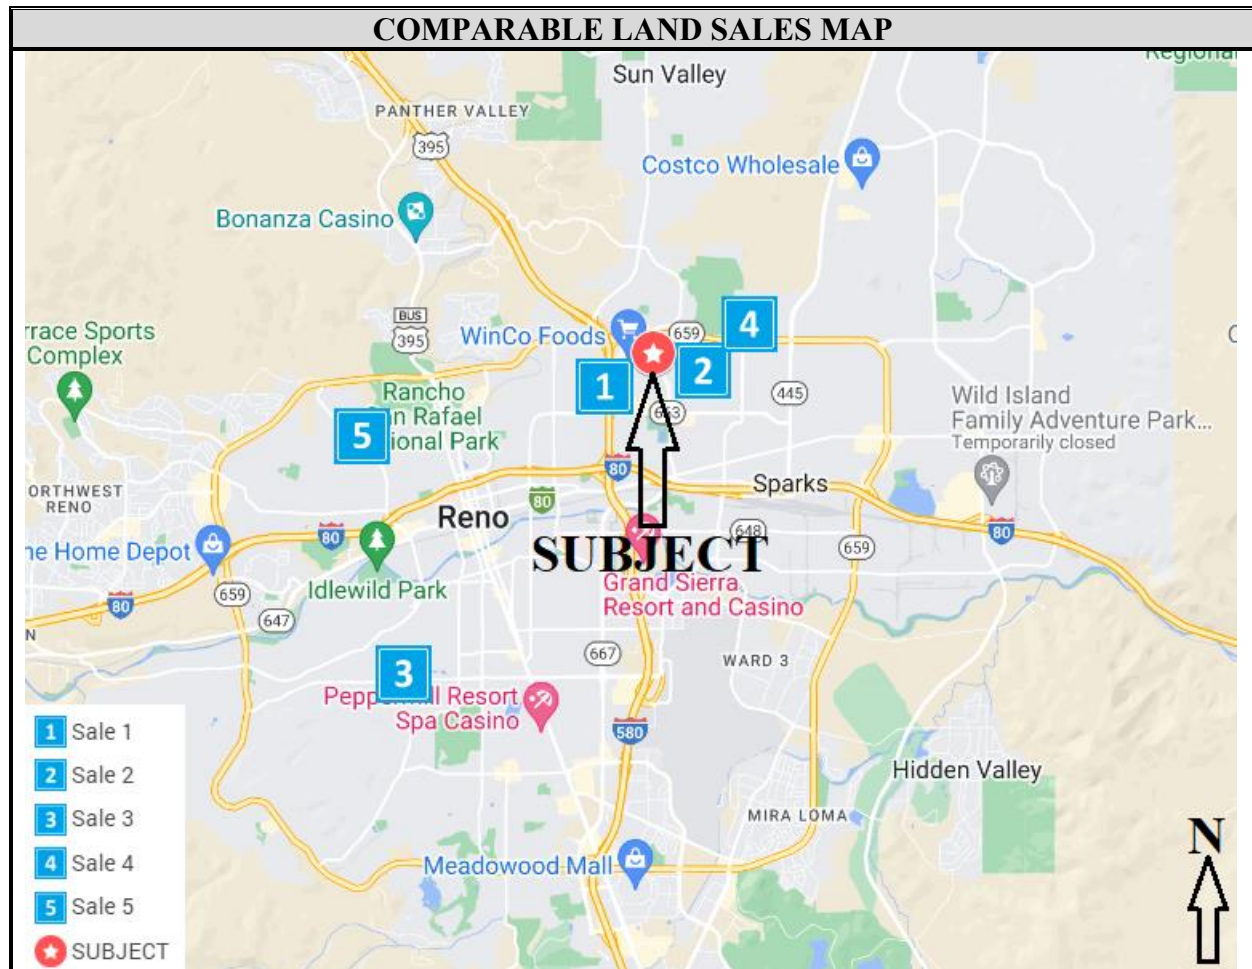 COMPARABLE LAND SALES MAP
Regional
Sun Valley
PANTHER VALLEY
395
Costco Wholesale
Bonanza Casino
BUS
395
rrace Sports
Complex
WinCo Foods
659
4
2
1
445
Rancho
San Rafael
ional Park
5
653
Wild Island
Family Adventure Park...
Temporarily closed
80
Sparks
ORTHWEST
RENO
80
Reno
80
648
80
ne Home Depot
SUBJECT
659
Idlewild Park
Grand Sierra
Resort and Casino
80
659
647
N
667
WARD 3
3
Peppermill Resort
Spa Casino
580
Hidden Valley
MIRA LOMA
Meadowood Mall
N
1 Sale 1
2 Sale 2
3 Sale 3
4 Sale 4
5 Sale 5
SUBJECT